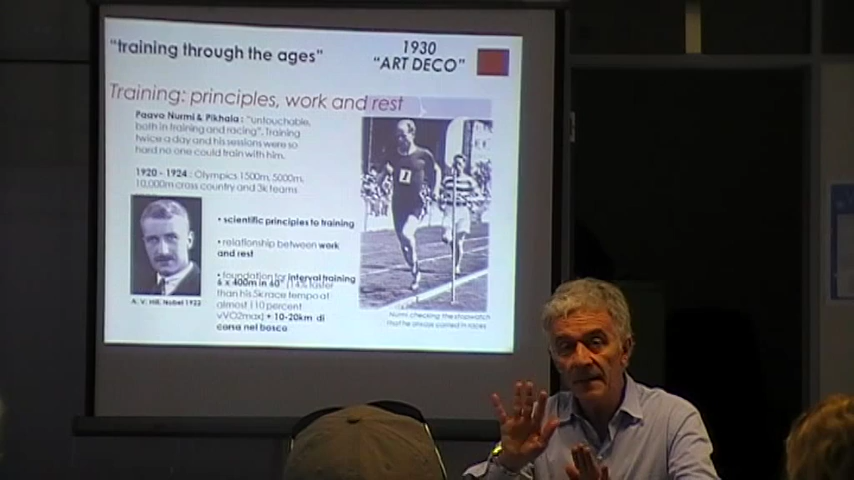 "training through the ages"
1930
"ART DECO"
Training: principles, work and rest
Paavo Nurmi & Pikhala : "untouchable,
both in training and racing", Training
twice a day and his sessions were so
hard no one could train with him.
1920 - 1924 : Olympics 1500m, 5000m,
10,000m cross country and 3k teams
1
• scientific principles to training
• relationship between work
and rest
• foundation for interval training
6 x 400m in 60" (14% faster
than his 5k race tempo at
almost 110 percent
vVO2max) + 10-20km di
corsa nel bosco
A. V. Hill, Nobel 1922
Nurmi checking the stopwatch
that he always carried in races